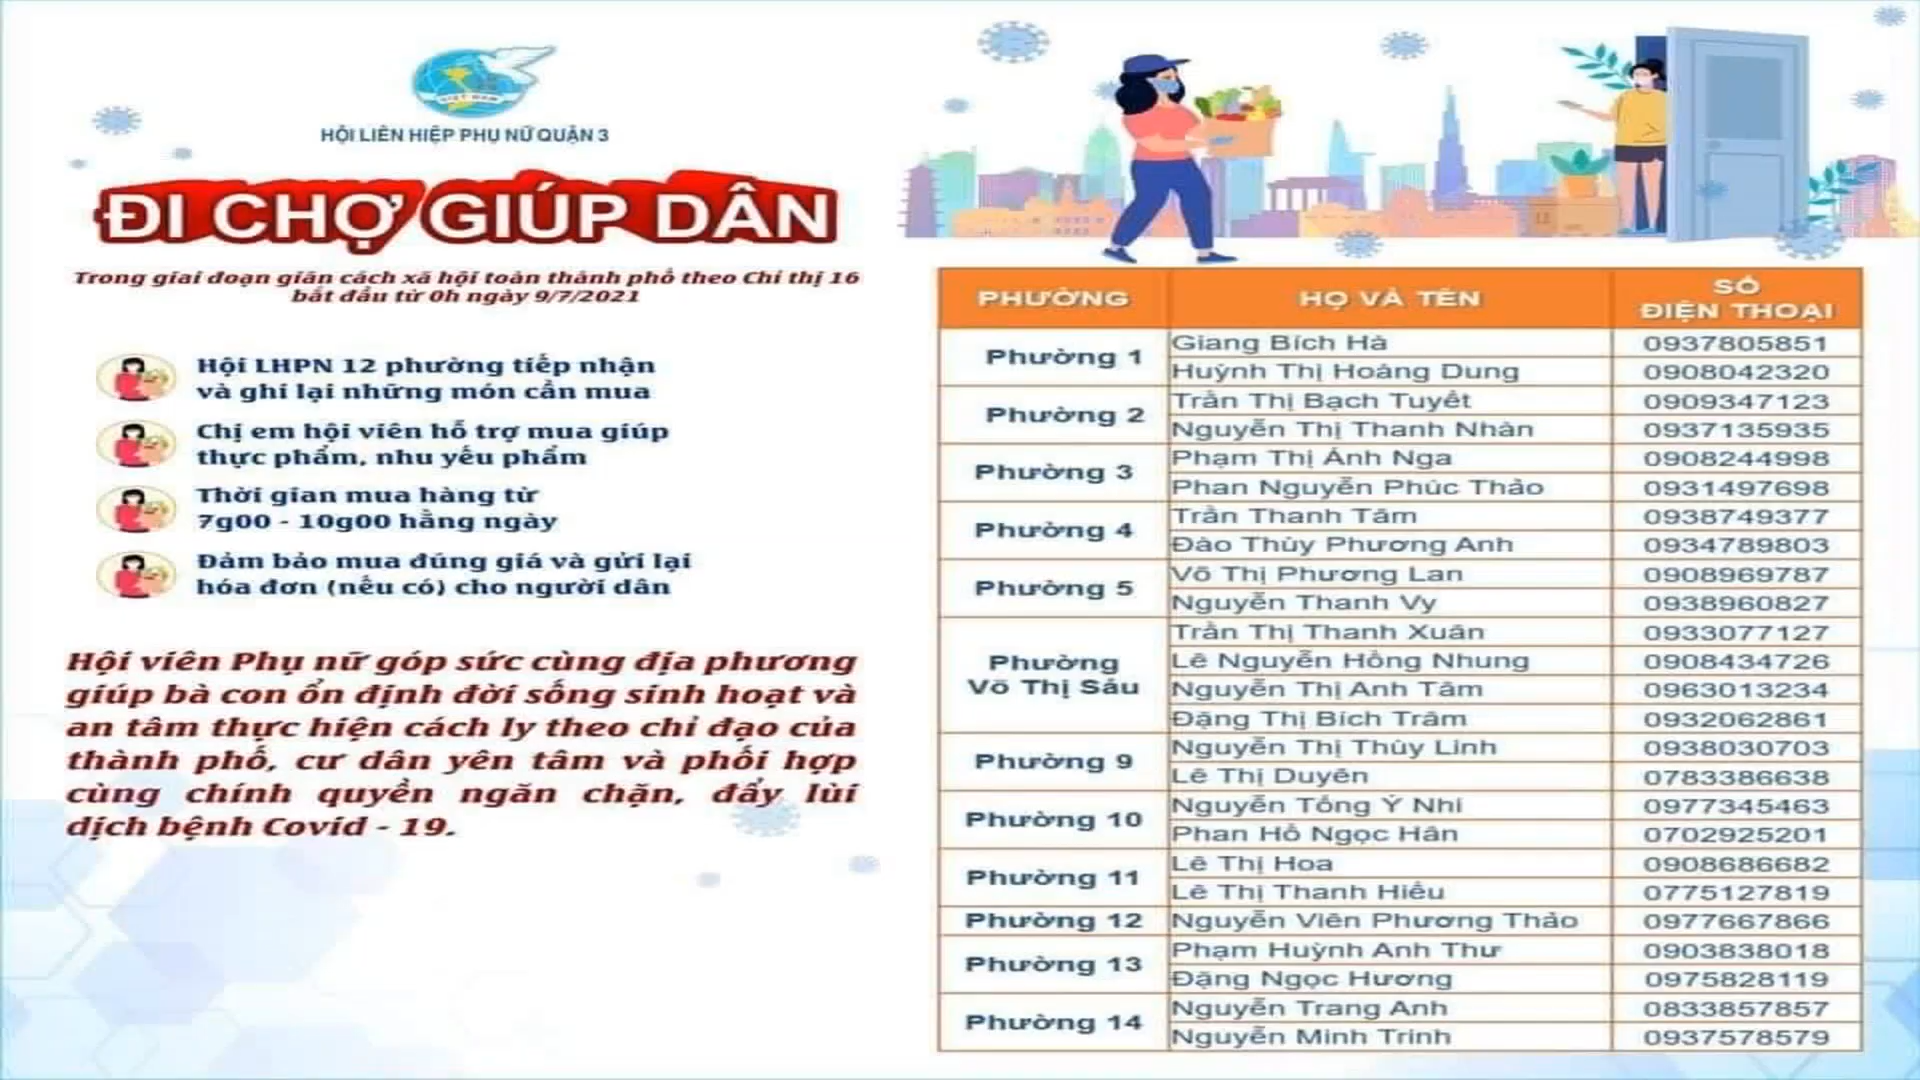 VIỆT NAM
HỘI LIÊN HIỆP PHỤ NỮ QUẬN 3
ĐI CHỢ GIÚP DÂN
Trong giai đoạn giãn cách xã hội toàn thành phố theo Chỉ thị 16
bắt đầu từ 0h ngày 9/7/2021
Hội LHPN 12 phường tiếp nhận
và ghi lại những món cần mua
Chị em hội viên hỗ trợ mua giúp
thực phẩm, nhu yếu phẩm
Thời gian mua hàng từ
7g00 - 10g00 hằng ngày
Đảm bảo mua đúng giá và gửi lại
hóa đơn (nếu có) cho người dân
Hội viên Phụ nữ góp sức cùng địa phương
giúp bà con ổn định đời sống sinh hoạt và
an tâm thực hiện cách ly theo chỉ đạo của
thành phố, cư dân yên tâm và phối hợp
cùng chính quyền ngăn chặn, đẩy lùi
dịch bệnh Covid - 19.
PHƯỜNG HỌ VÀ TÊN SỐ ĐIỆN THOẠI
Phường 1 Giang Bích Hà 0937805851
Huỳnh Thị Hoàng Dung 0908042320
Phường 2 Trần Thị Bạch Tuyết 0909347123
Nguyễn Thị Thanh Nhàn 0937135935
Phường 3 Phạm Thị Ánh Nga 0908244998
Phan Nguyễn Phúc Thảo 0931497698
Phường 4 Trần Thanh Tâm 0938749377
Đào Thùy Phương Anh 0934789803
Phường 5 Võ Thị Phương Lan 0908969787
Nguyễn Thanh Vy 0938960827
Phường Võ Thị Sáu Trần Thị Thanh Xuân 0933077127
Lê Nguyễn Hồng Nhung 0908434726
Nguyễn Thị Anh Tâm 0963013234
Đặng Thị Bích Trâm 0932062861
Phường 9 Nguyễn Thị Thùy Linh 0938030703
Lê Thị Duyên 0783386638
Phường 10 Nguyễn Tống Ý Nhi 0977345463
Phan Hồ Ngọc Hân 0702925201
Phường 11 Lê Thị Hoa 0908686682
Lê Thị Thanh Hiếu 0775127819
Phường 12 Nguyễn Viên Phương Thảo 0977667866
Phường 13 Phạm Huỳnh Anh Thư 0903838018
Đặng Ngọc Hương 0975828119
Phường 14 Nguyễn Trang Anh 0833857857
Nguyễn Minh Trinh 0937578579